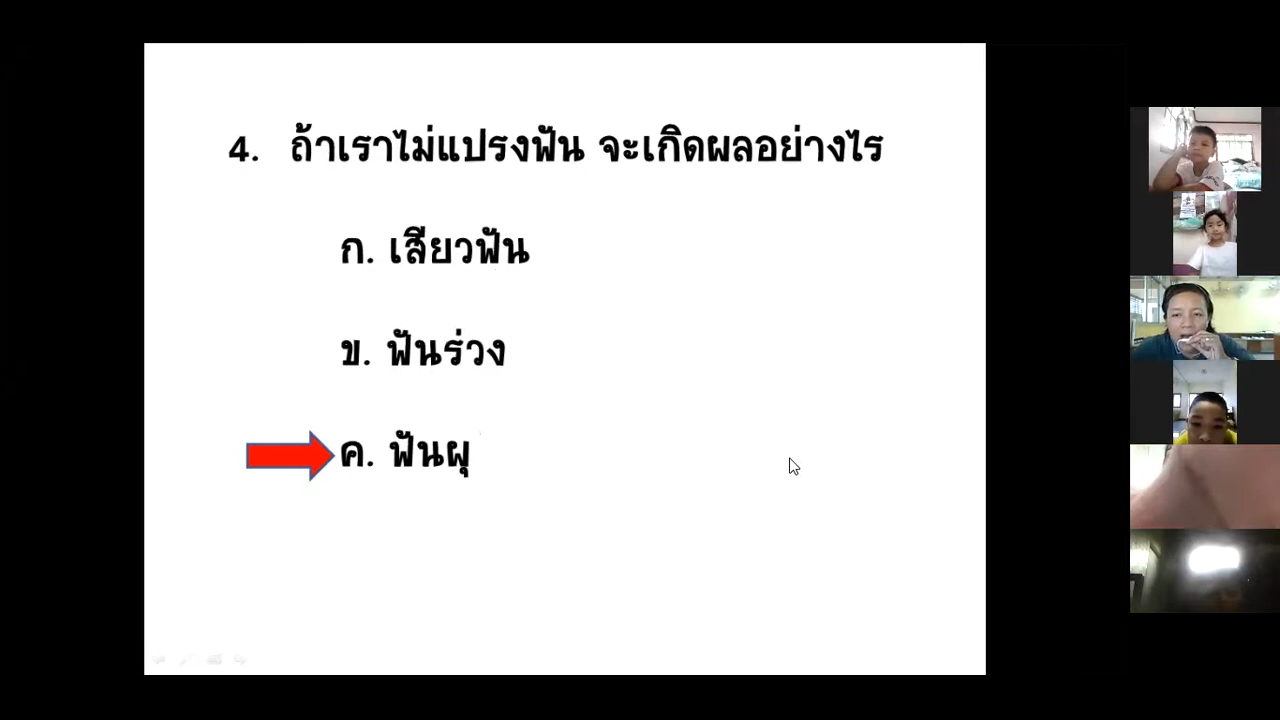 4. ถ้าเราไม่แปรงฟัน จะเกิดผลอย่างไร
ก. เสียวฟัน
ข. ฟันร่วง
ค. ฟันผุ